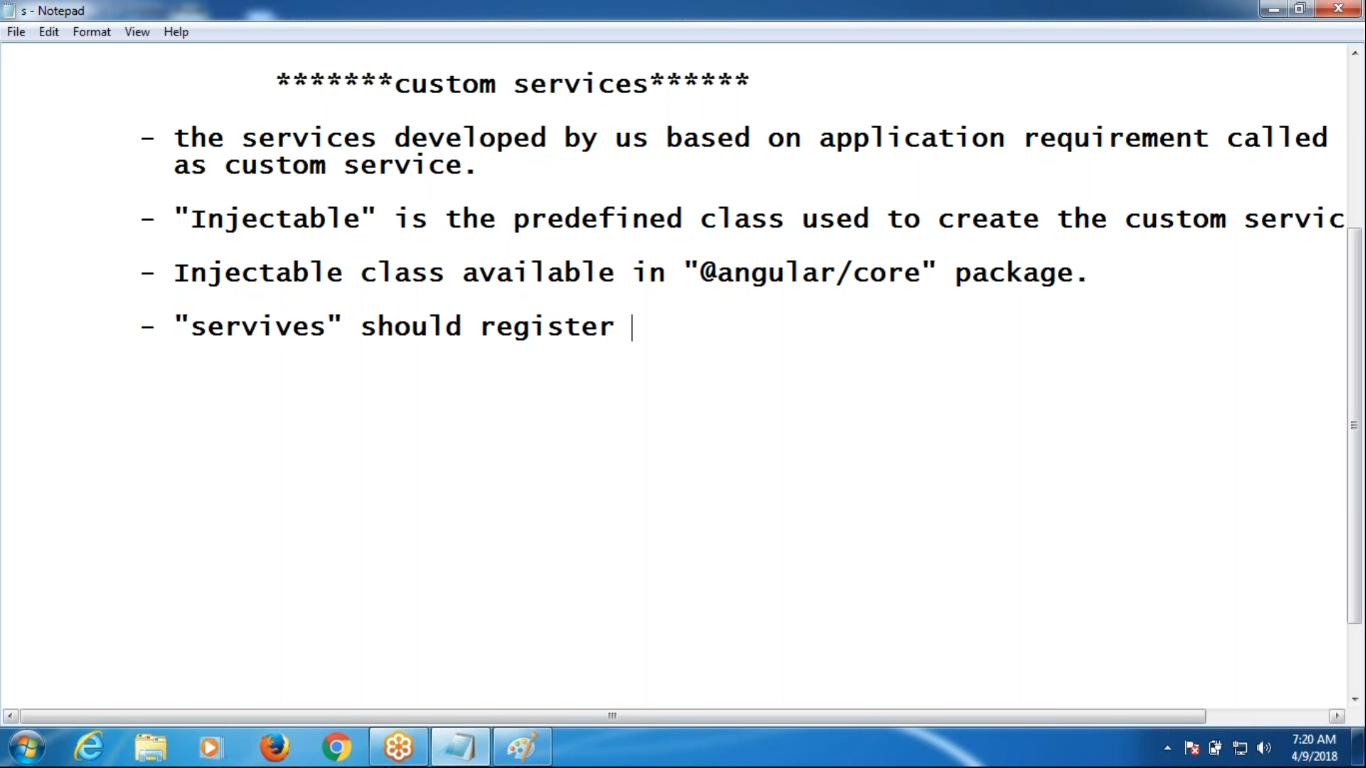 s - Notepad
File Edit Format View Help
*******custom services******
- the services developed by us based on application requirement called
as custom service.
- "Injectable" is the predefined class used to create the custom servic
- Injectable class available in "@angular/core" package.
- "servives" should register
7:20 AM
4/9/2018